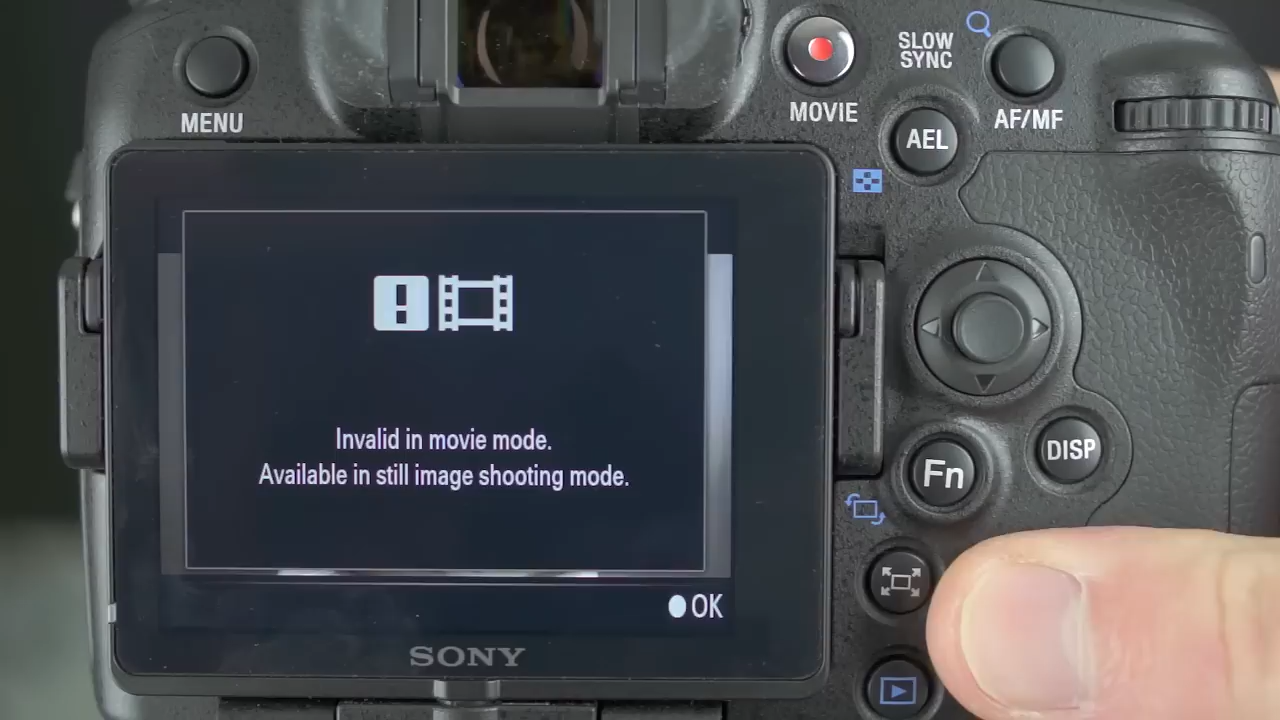 MENU
MOVIE
SLOW
SYNC
AF/MF
AEL
Invalid in movie mode.
Available in still image shooting mode.
OK
SONY
Fn
DISP